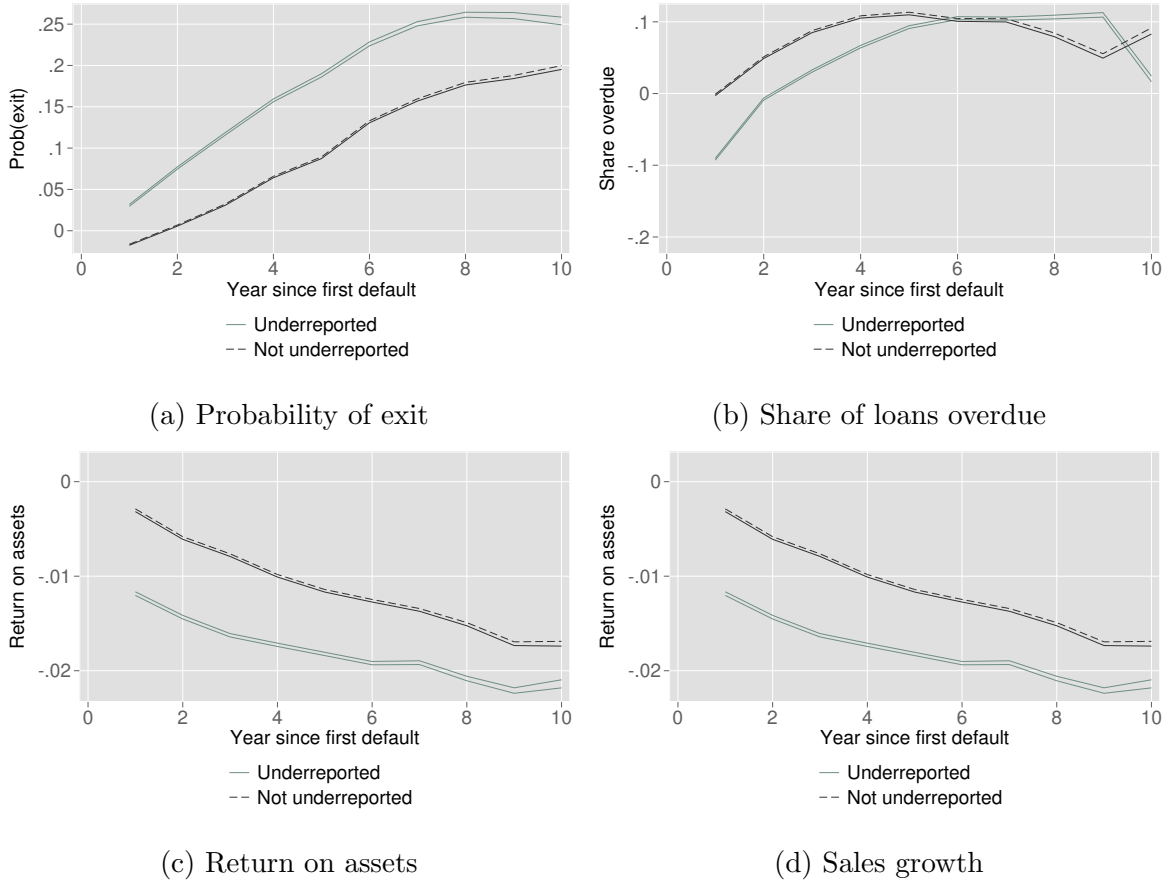 Prob(exit)
.25
.2
.15
.1
.05
0
0 2 4 6 8 10
Year since first default
Underreported
Not underreported
(a) Probability of exit
Share overdue
.1
0
-.1
-.2
0 2 4 6 8 10
Year since first default
Underreported
Not underreported
(b) Share of loans overdue
Return on assets
0
-.01
-.02
0 2 4 6 8 10
Year since first default
Underreported
Not underreported
(c) Return on assets
Return on assets
0
-.01
-.02
0 2 4 6 8 10
Year since first default
Underreported
Not underreported
(d) Sales growth